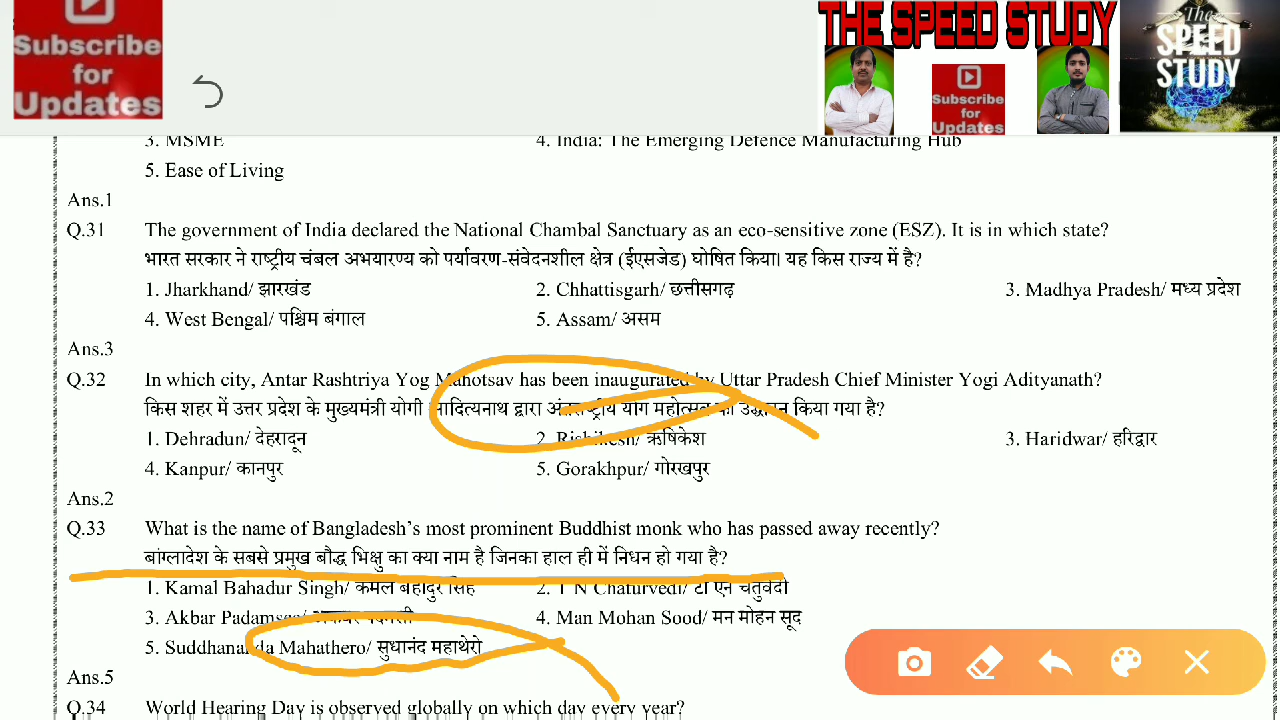 Subscribe
for
Updates
THE SPEED STUDY
Subscribe
for
Updates
The
SPEED
STUDY
3. MSME 4. India: The Emerging Defence Manufacturing Hub
5. Ease of Living
Ans.1
Q.31 The government of India declared the National Chambal Sanctuary as an eco-sensitive zone (ESZ). It is in which state?
भारत सरकार ने राष्ट्रीय चंबल अभयारण्य को पर्यावरण-संवेदनशील क्षेत्र (ईएसजेड) घोषित किया। यह किस राज्य में है?
1. Jharkhand/ झारखंड 2. Chhattisgarh/ छत्तीसगढ़ 3. Madhya Pradesh/ मध्य प्रदेश
4. West Bengal/ पश्चिम बंगाल 5. Assam/ असम
Ans.3
Q.32 In which city, Antar Rashtriya Yog Mahotsav has been inaugurated by Uttar Pradesh Chief Minister Yogi Adityanath?
किस शहर में उत्तर प्रदेश के मुख्यमंत्री योगी आदित्यनाथ द्वारा अंतर्राष्ट्रीय योग महोत्सव का उद्घाटन किया गया है?
1. Dehradun/ देहरादून 2. Rishikesh/ ऋषिकेश 3. Haridwar/ हरिद्वार
4. Kanpur/ कानपुर 5. Gorakhpur/ गोरखपुर
Ans.2
Q.33 What is the name of Bangladesh's most prominent Buddhist monk who has passed away recently?
बांग्लादेश के सबसे प्रमुख बौद्ध भिक्षु का क्या नाम है जिनका हाल ही में निधन हो गया है?
1. Kamal Bahadur Singh/ कमल बहादुर सिंह 2. T N Chaturvedi/ टी एन चतुर्वेदी
3. Akbar Padamsee/ 4. Man Mohan Sood/ मन मोहन सूद
5. Suddhananda Mahathero/ सुधानंद महाथेरो
Ans.5
Q.34 World Hearing Day is observed globally on which day every year?